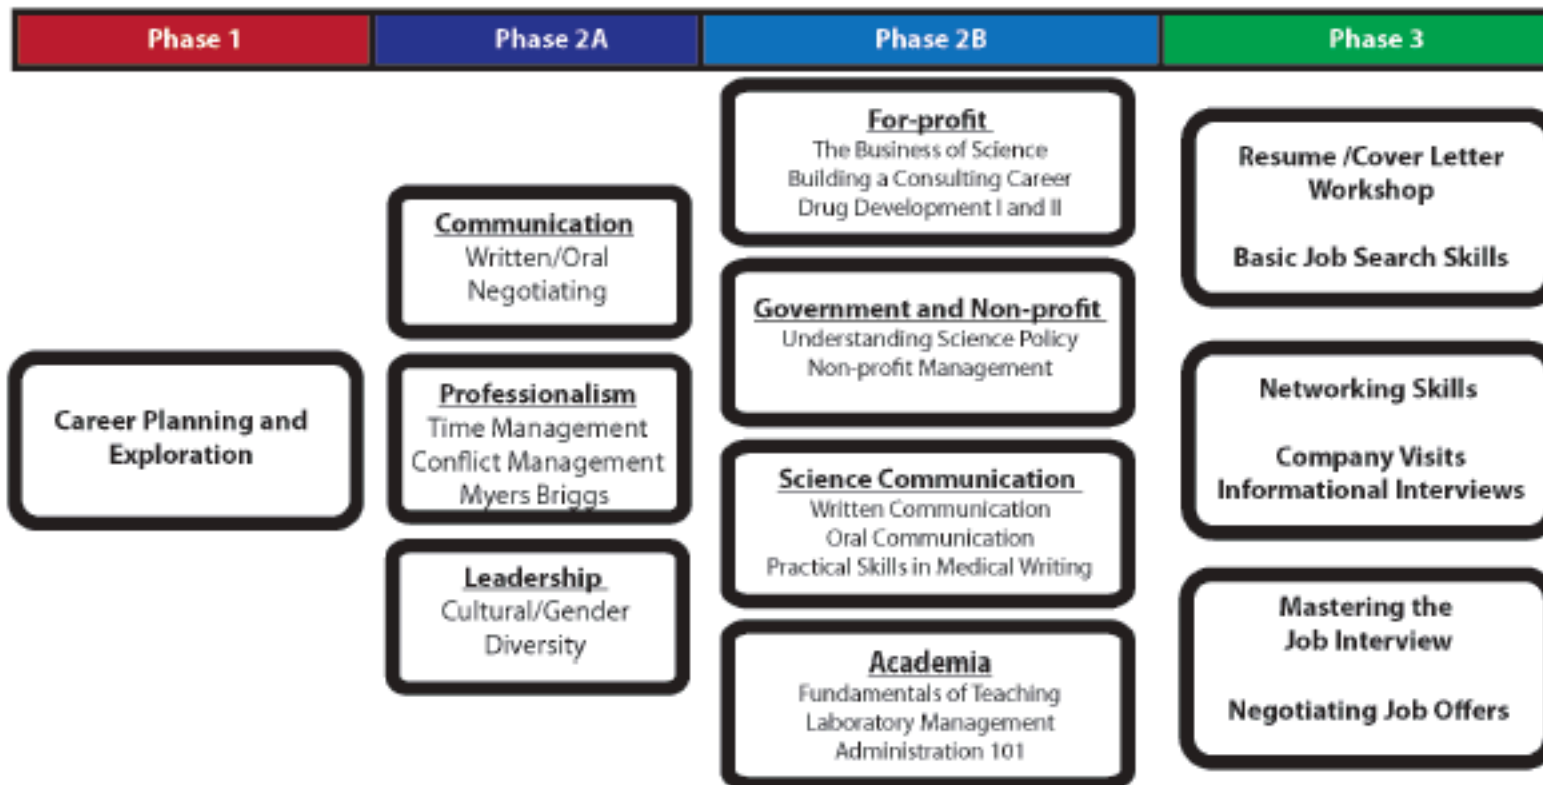 Phase 1
Phase 2A
Phase 2B
Phase 3
Career Planning and
Exploration
Communication
Written/Oral
Negotiating
Professionalism
Time Management
Conflict Management
Myers Briggs
Leadership
Cultural/Gender
Diversity
For-profit
The Business of Science
Building a Consulting Career
Drug Development I and II
Government and Non-profit
Understanding Science Policy
Non-profit Management
Science Communication
Written Communication
Oral Communication
Practical Skills in Medical Writing
Academia
Fundamentals of Teaching
Laboratory Management
Administration 101
Resume /Cover Letter
Workshop
Basic Job Search Skills
Networking Skills
Company Visits
Informational Interviews
Mastering the
Job Interview
Negotiating Job Offers